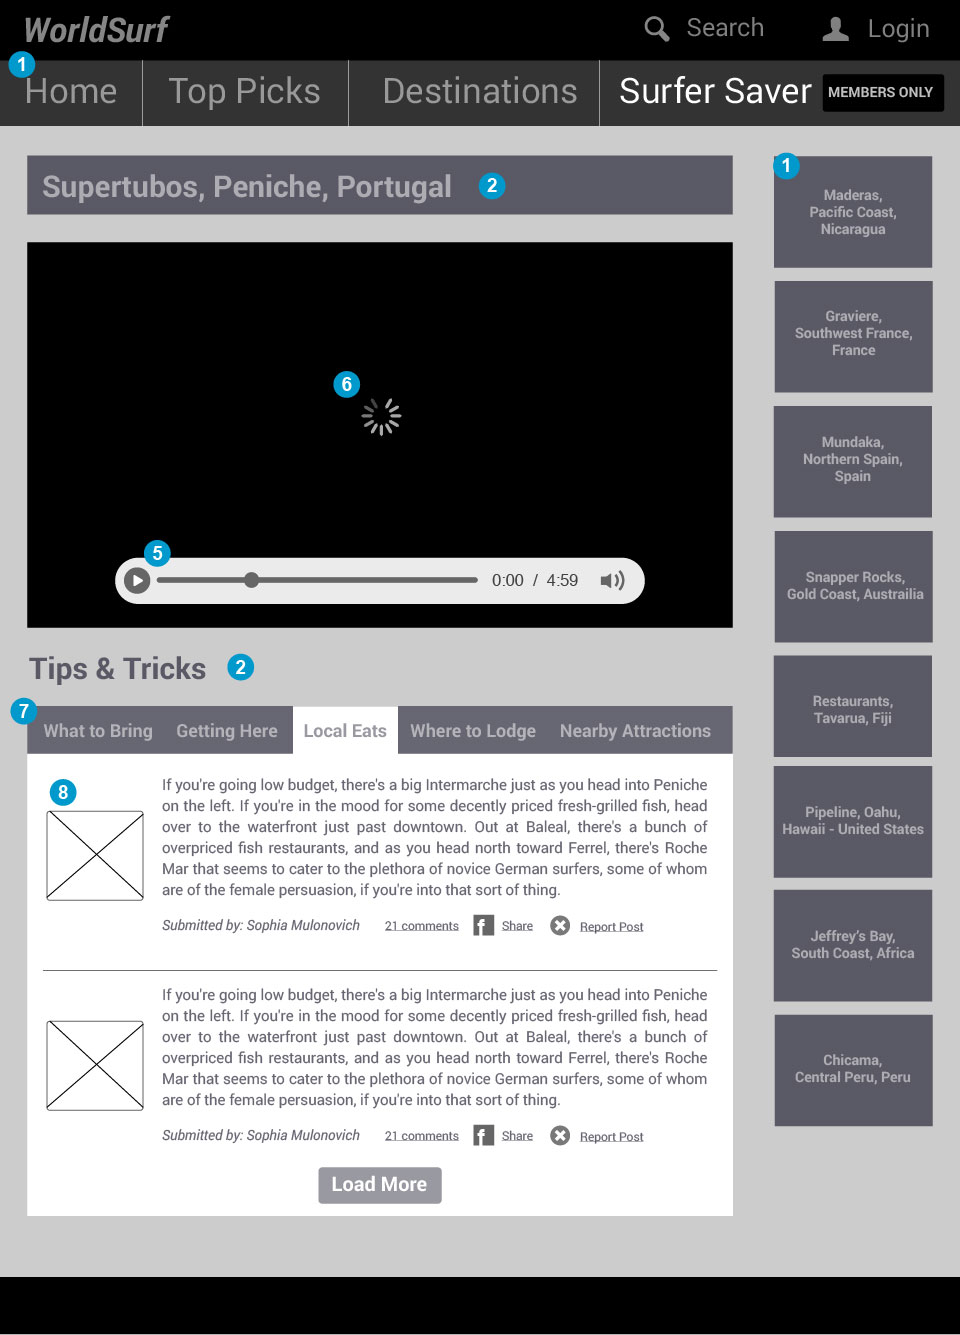 WorldSurf
Search
Login
1
Home
Top Picks
Destinations
Surfer Saver
MEMBERS ONLY
Supertubos, Peniche, Portugal
2
6
5
0:00 / 4:59
Tips & Tricks
2
7
What to Bring
Getting Here
Local Eats
Where to Lodge
Nearby Attractions
8
If you're going low budget, there's a big Intermarche just as you head into Peniche
on the left. If you're in the mood for some decently priced fresh-grilled fish, head
over to the waterfront just past downtown. Out at Baleal, there's a bunch of
overpriced fish restaurants, and as you head north toward Ferrel, there's Roche
Mar that seems to cater to the plethora of novice German surfers, some of whom
are of the female persuasion, if you're into that sort of thing.
Submitted by: Sophia Mulonovich
21 comments
f
Share
Report Post
If you're going low budget, there's a big Intermarche just as you head into Peniche
on the left. If you're in the mood for some decently priced fresh-grilled fish, head
over to the waterfront just past downtown. Out at Baleal, there's a bunch of
overpriced fish restaurants, and as you head north toward Ferrel, there's Roche
Mar that seems to cater to the plethora of novice German surfers, some of whom
are of the female persuasion, if you're into that sort of thing.
Submitted by: Sophia Mulonovich
21 comments
f
Share
Report Post
Load More
1
Maderas,
Pacific Coast,
Nicaragua
Graviere,
Southwest France,
France
Mundaka,
Northern Spain,
Spain
Snapper Rocks,
Gold Coast, Austrailia
Restaurants,
Tavarua, Fiji
Pipeline, Oahu,
Hawaii - United States
Jeffrey's Bay,
South Coast, Africa
Chicama,
Central Peru, Peru